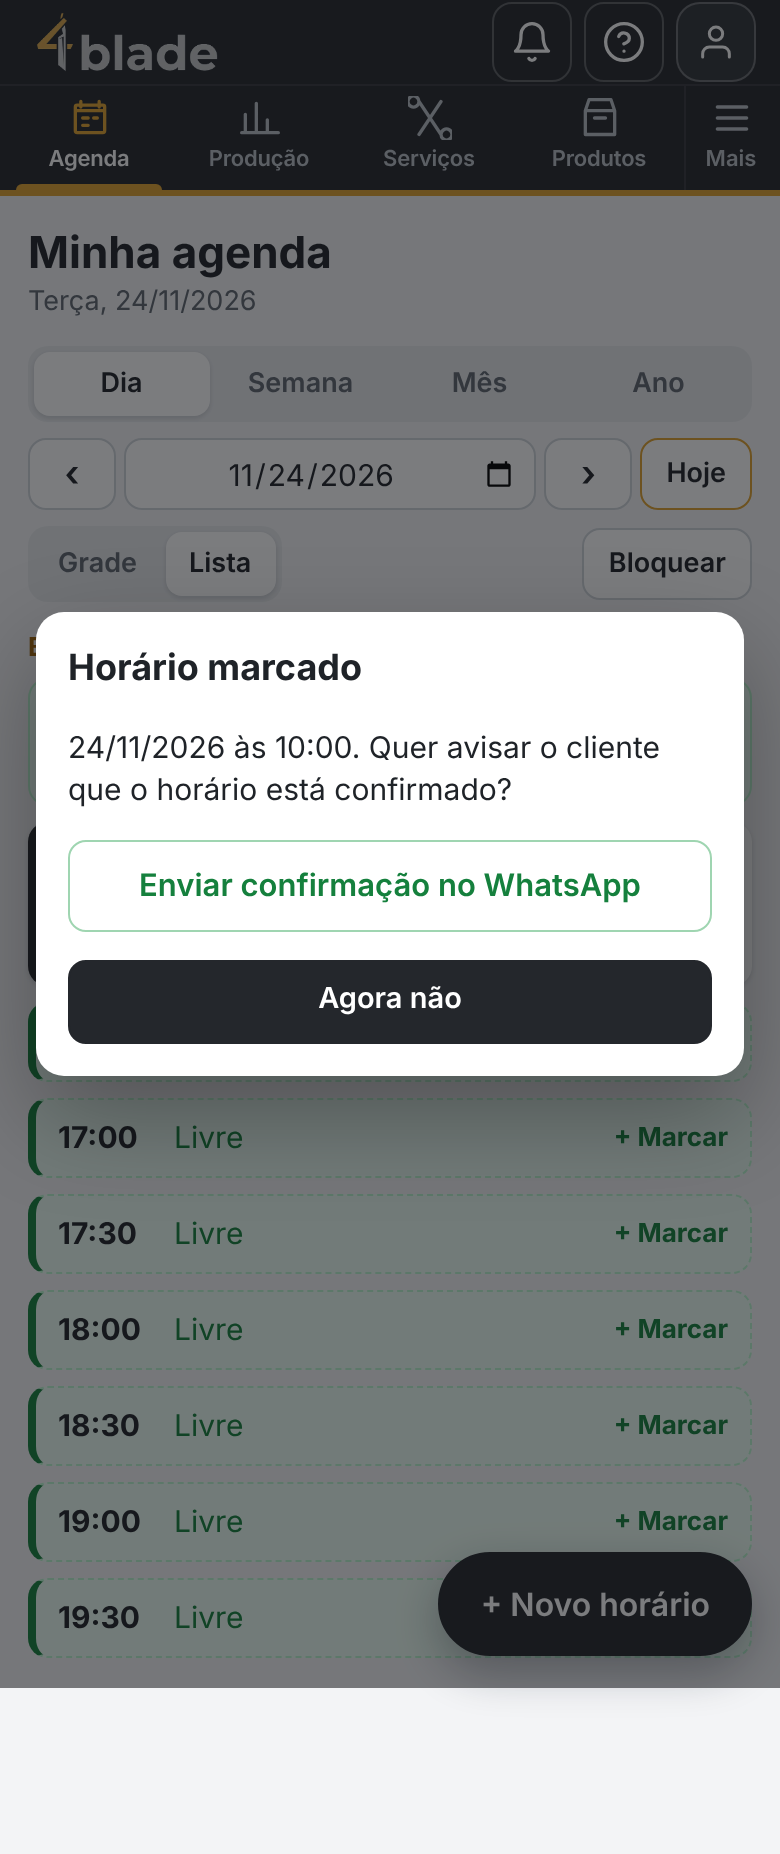 4blade
Agenda
Produção
Serviços
Produtos
Mais
Minha agenda
Terça, 24/11/2026
Dia
Semana
Mês
Ano
‹
11/24/2026
›
Hoje
Grade
Lista
Bloquear
Horário marcado
24/11/2026 às 10:00. Quer avisar o cliente
que o horário está confirmado?
Enviar confirmação no WhatsApp
Agora não
17:00 Livre + Marcar
17:30 Livre + Marcar
18:00 Livre + Marcar
18:30 Livre + Marcar
19:00 Livre + Marcar
19:30 Livre
+ Novo horário